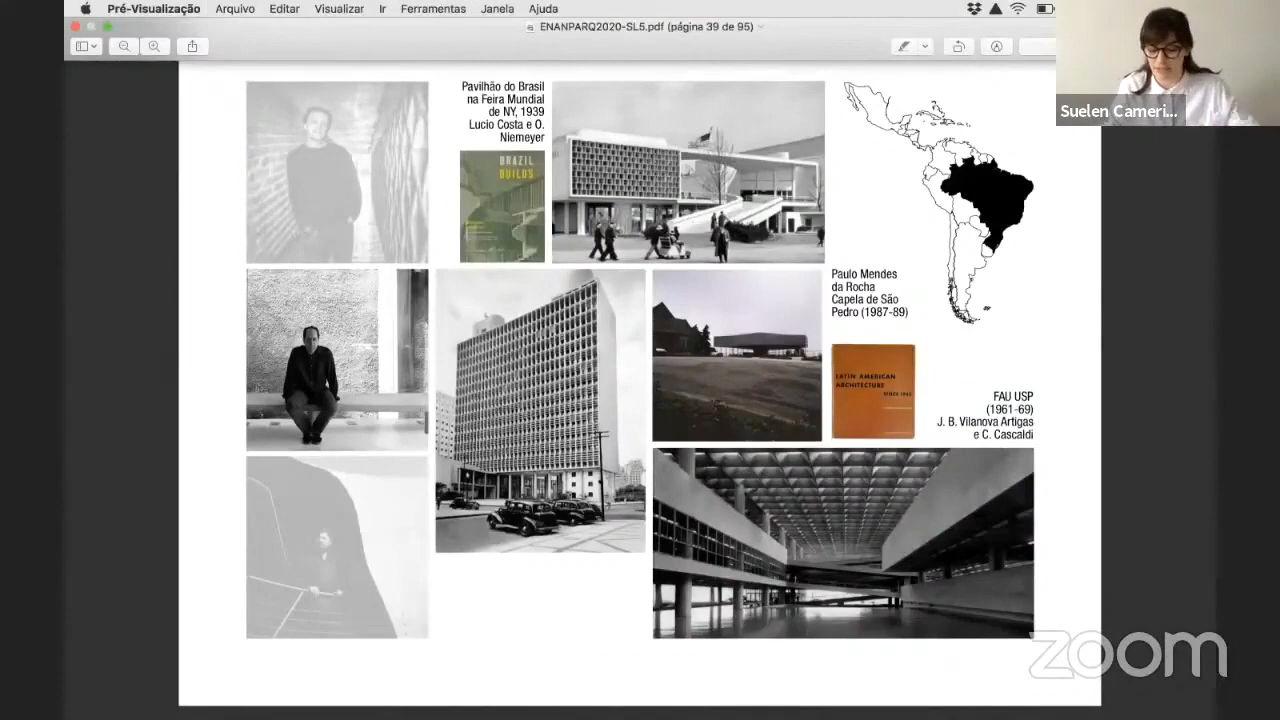 Pré-Visualização Arquivo Editar Visualizar Ir Ferramentas Janela Ajuda
ENANPARQ2020-SL5.pdf (página 39 de 95)
Suelen Cameri...
Pavilhão do Brasil
na Feira Mundial
de NY, 1939
Lucio Costa e O.
Niemeyer
BRAZIL
BUILDS
Paulo Mendes
da Rocha
Capela de São
Pedro (1987-89)
LATIN AMERICAN
ARCHITECTURE
SINCE 1945
FAU USP
(1961-69)
J. B. Vilanova Artigas
e C. Cascaldi
zoom